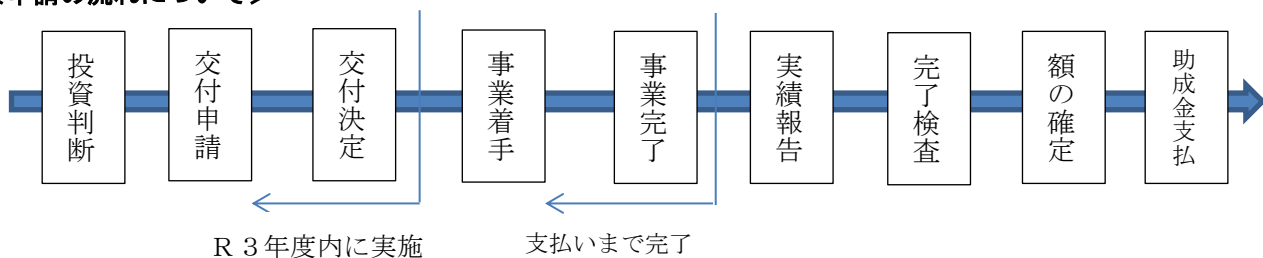 申請の流れについて＞
投資判断
交付申請
交付決定
事業着手
事業完了
実績報告
完了検査
額の確定
助成金支払
Ｒ３年度内に実施
支払いまで完了